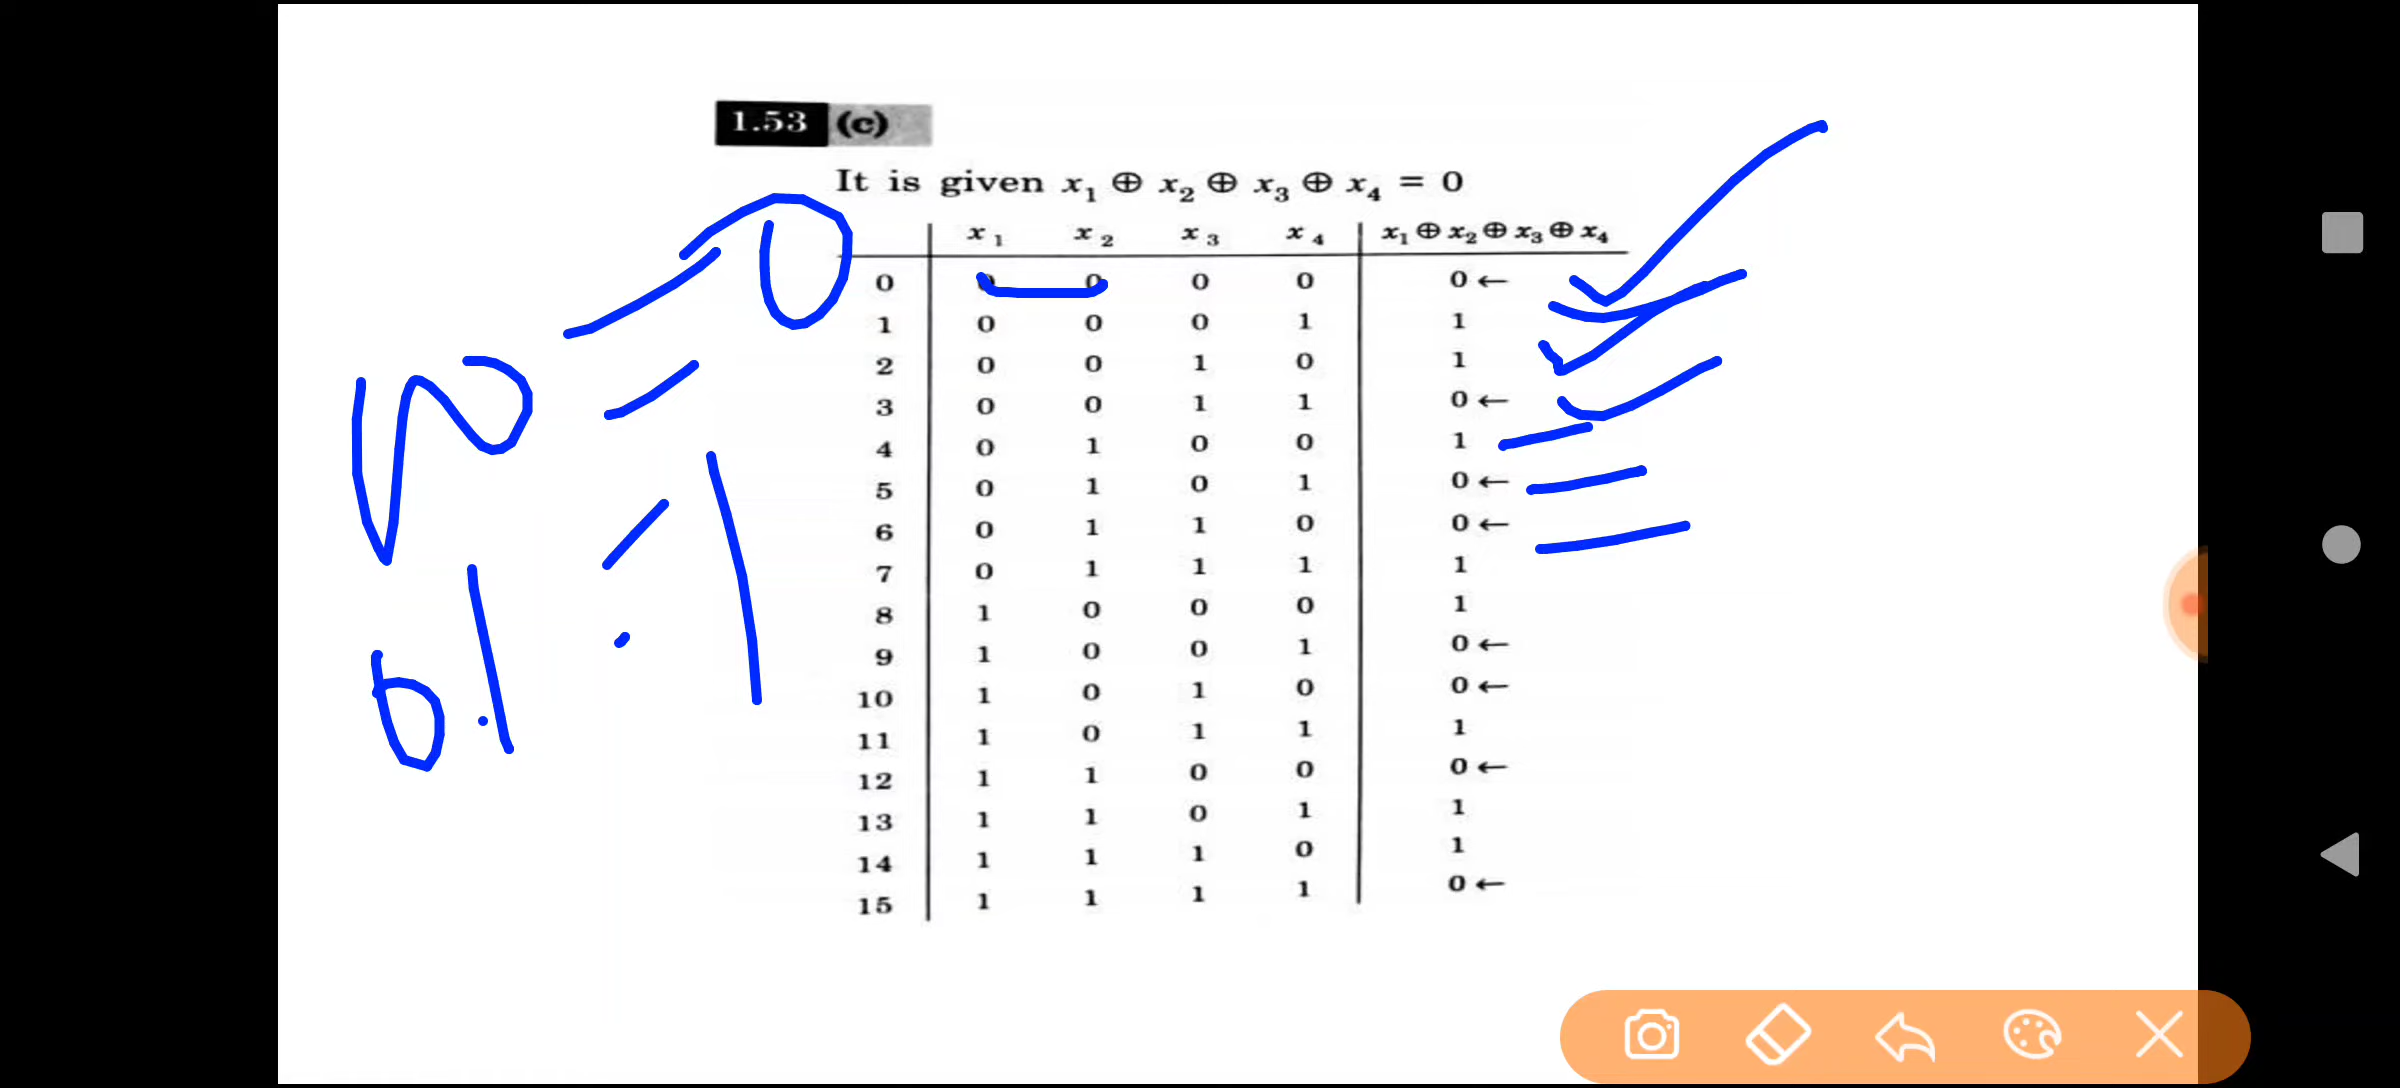 1.53 (c)
It is given x₁ ⊕ x₂ ⊕ x₃ ⊕ x₄ = 0
x₁ x₂ x₃ x₄ x₁ ⊕ x₂ ⊕ x₃ ⊕ x₄
0 0 0 0 0 0 ←
1 0 0 0 1 1
2 0 0 1 0 1
3 0 0 1 1 0 ←
4 0 1 0 0 1
5 0 1 0 1 0 ←
6 0 1 1 0 0 ←
7 0 1 1 1 1
8 1 0 0 0 1
9 1 0 0 1 0 ←
10 1 0 1 0 0 ←
11 1 0 1 1 1
12 1 1 0 0 0 ←
13 1 1 0 1 1
14 1 1 1 0 1
15 1 1 1 1 0 ←